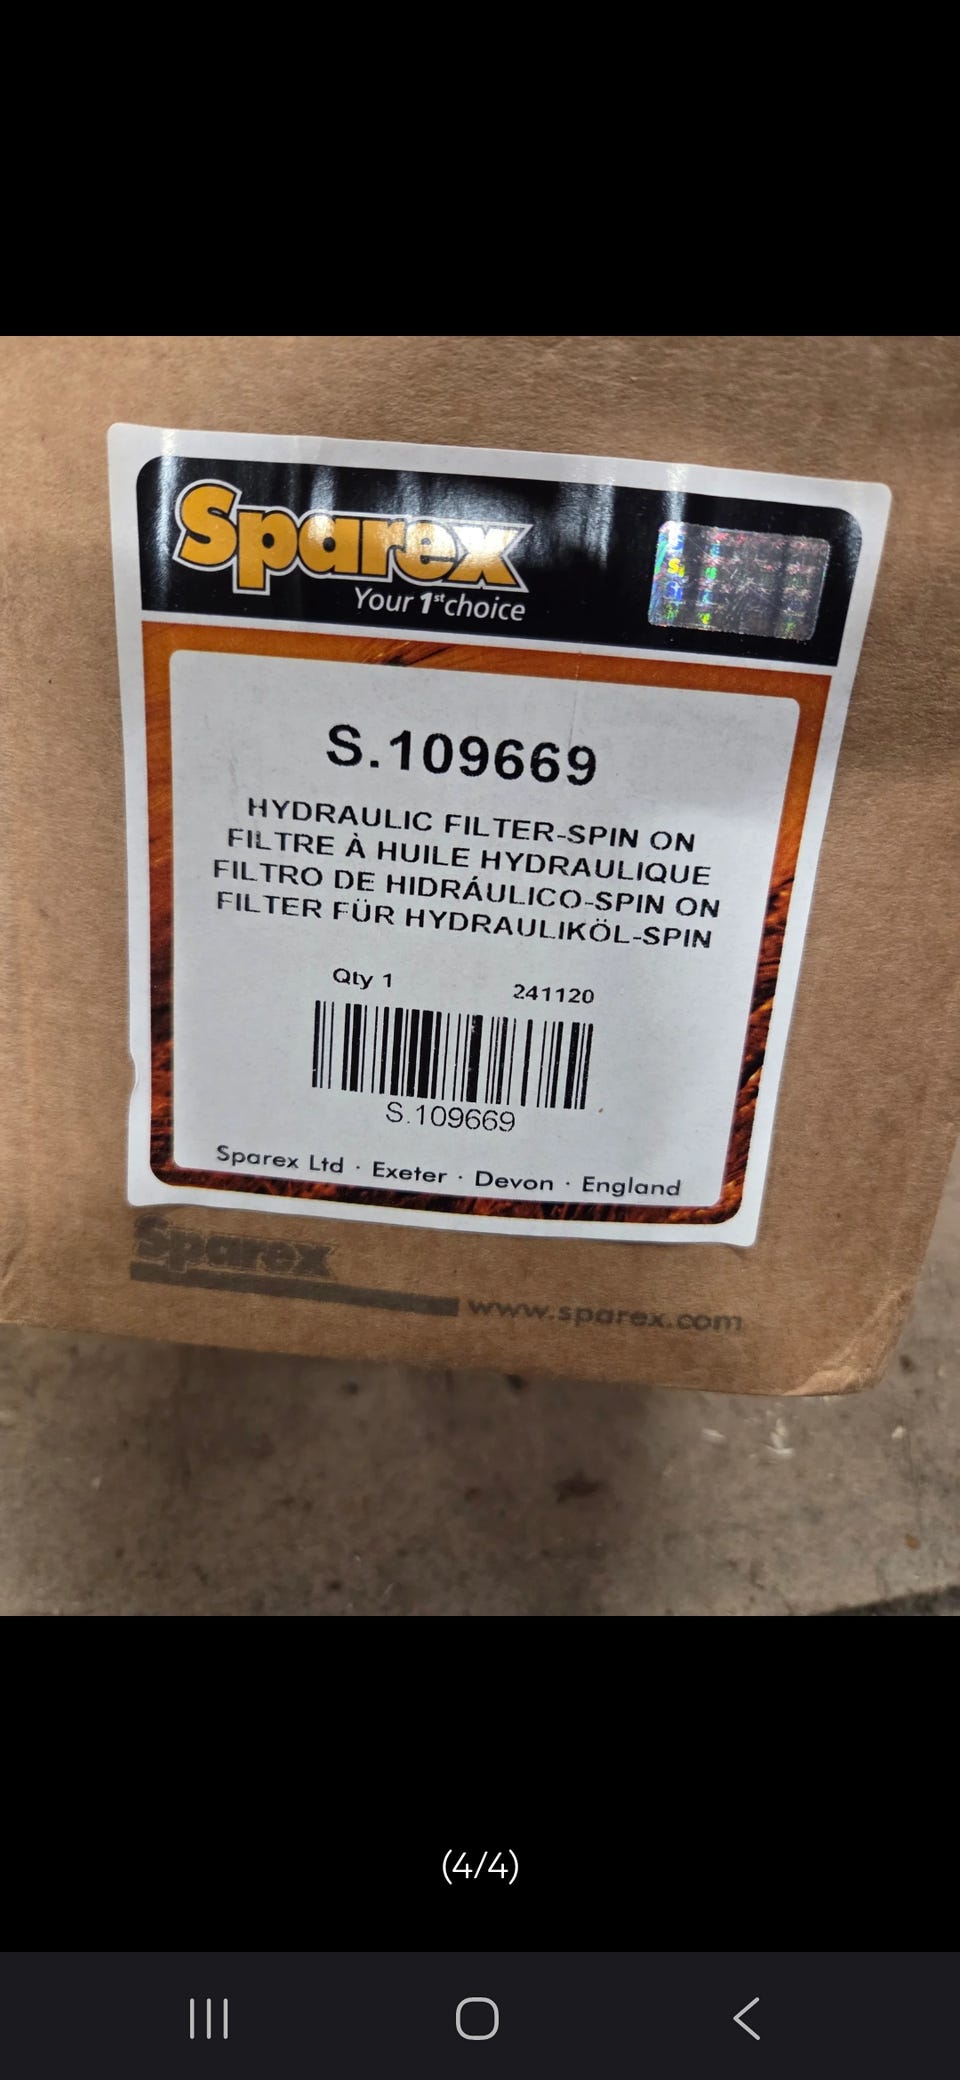 Sparex
Your 1st choice
S.109669
HYDRAULIC FILTER-SPIN ON
FILTRE À HUILE HYDRAULIQUE
FILTRO DE HIDRÁULICO-SPIN ON
FILTER FÜR HYDRAULIKÖL-SPIN
Qty 1 241120
S.109669
Sparex Ltd · Exeter · Devon · England
Sparex
www.sparex.com
(4/4)